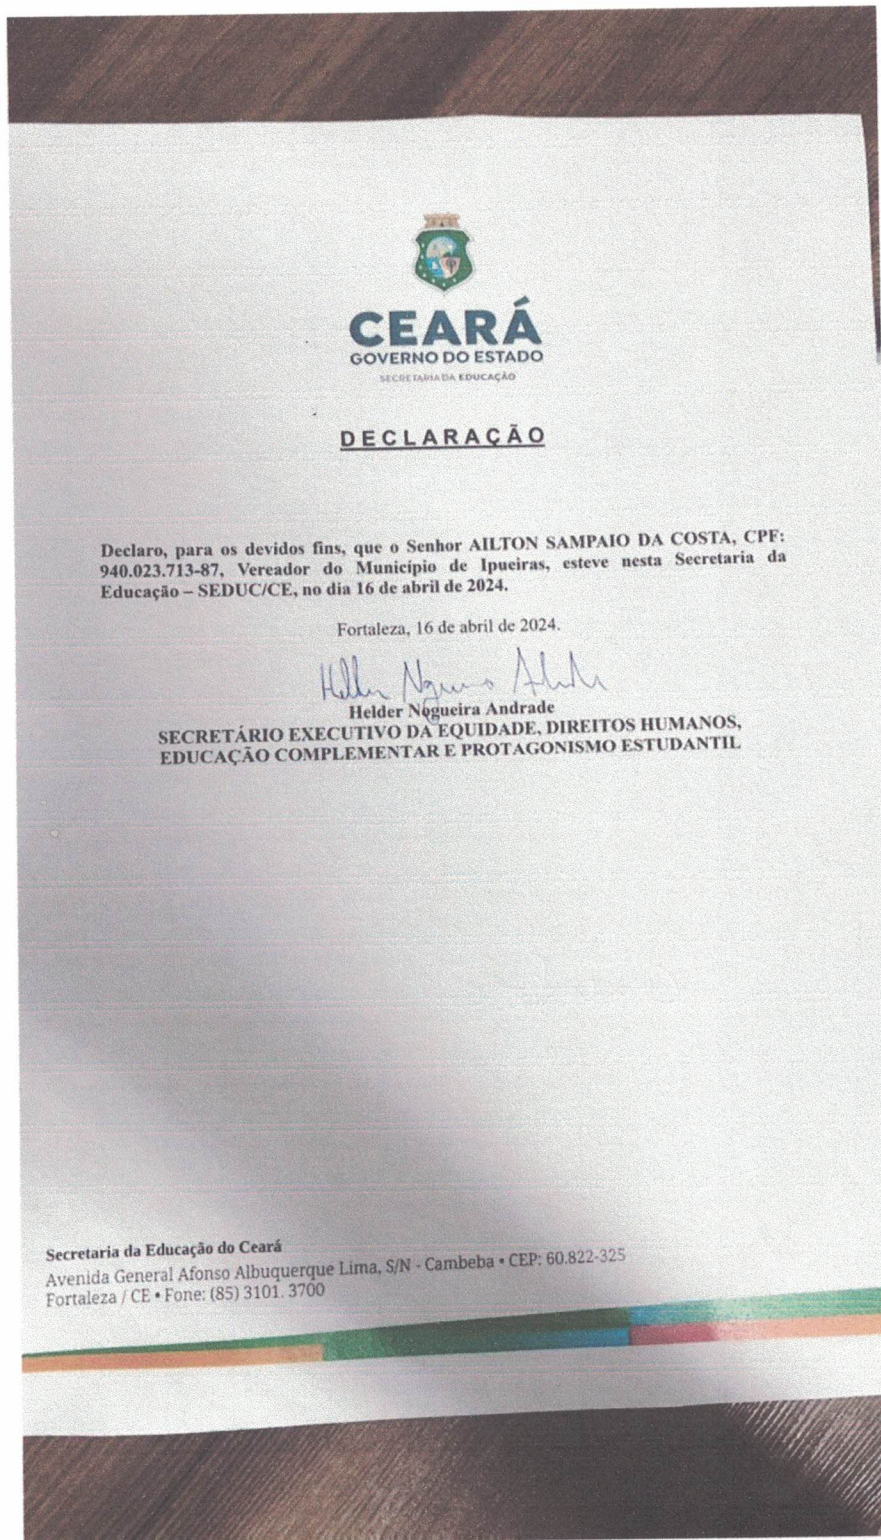 CEARÁ
GOVERNO DO ESTADO
SECRETARIA DA EDUCAÇÃO
DECLARAÇÃO
Declaro, para os devidos fins, que o Senhor AILTON SAMPAIO DA COSTA, CPF:
940.023.713-87, Vereador do Município de Ipueiras, esteve nesta Secretaria da
Educação – SEDUC/CE, no dia 16 de abril de 2024.
Fortaleza, 16 de abril de 2024.
Helder Nogueira Andrade
SECRETÁRIO EXECUTIVO DA EQUIDADE, DIREITOS HUMANOS,
EDUCAÇÃO COMPLEMENTAR E PROTAGONISMO ESTUDANTIL
Secretaria da Educação do Ceará
Avenida General Afonso Albuquerque Lima, S/N - Cambeba • CEP: 60.822-325
Fortaleza / CE • Fone: (85) 3101. 3700